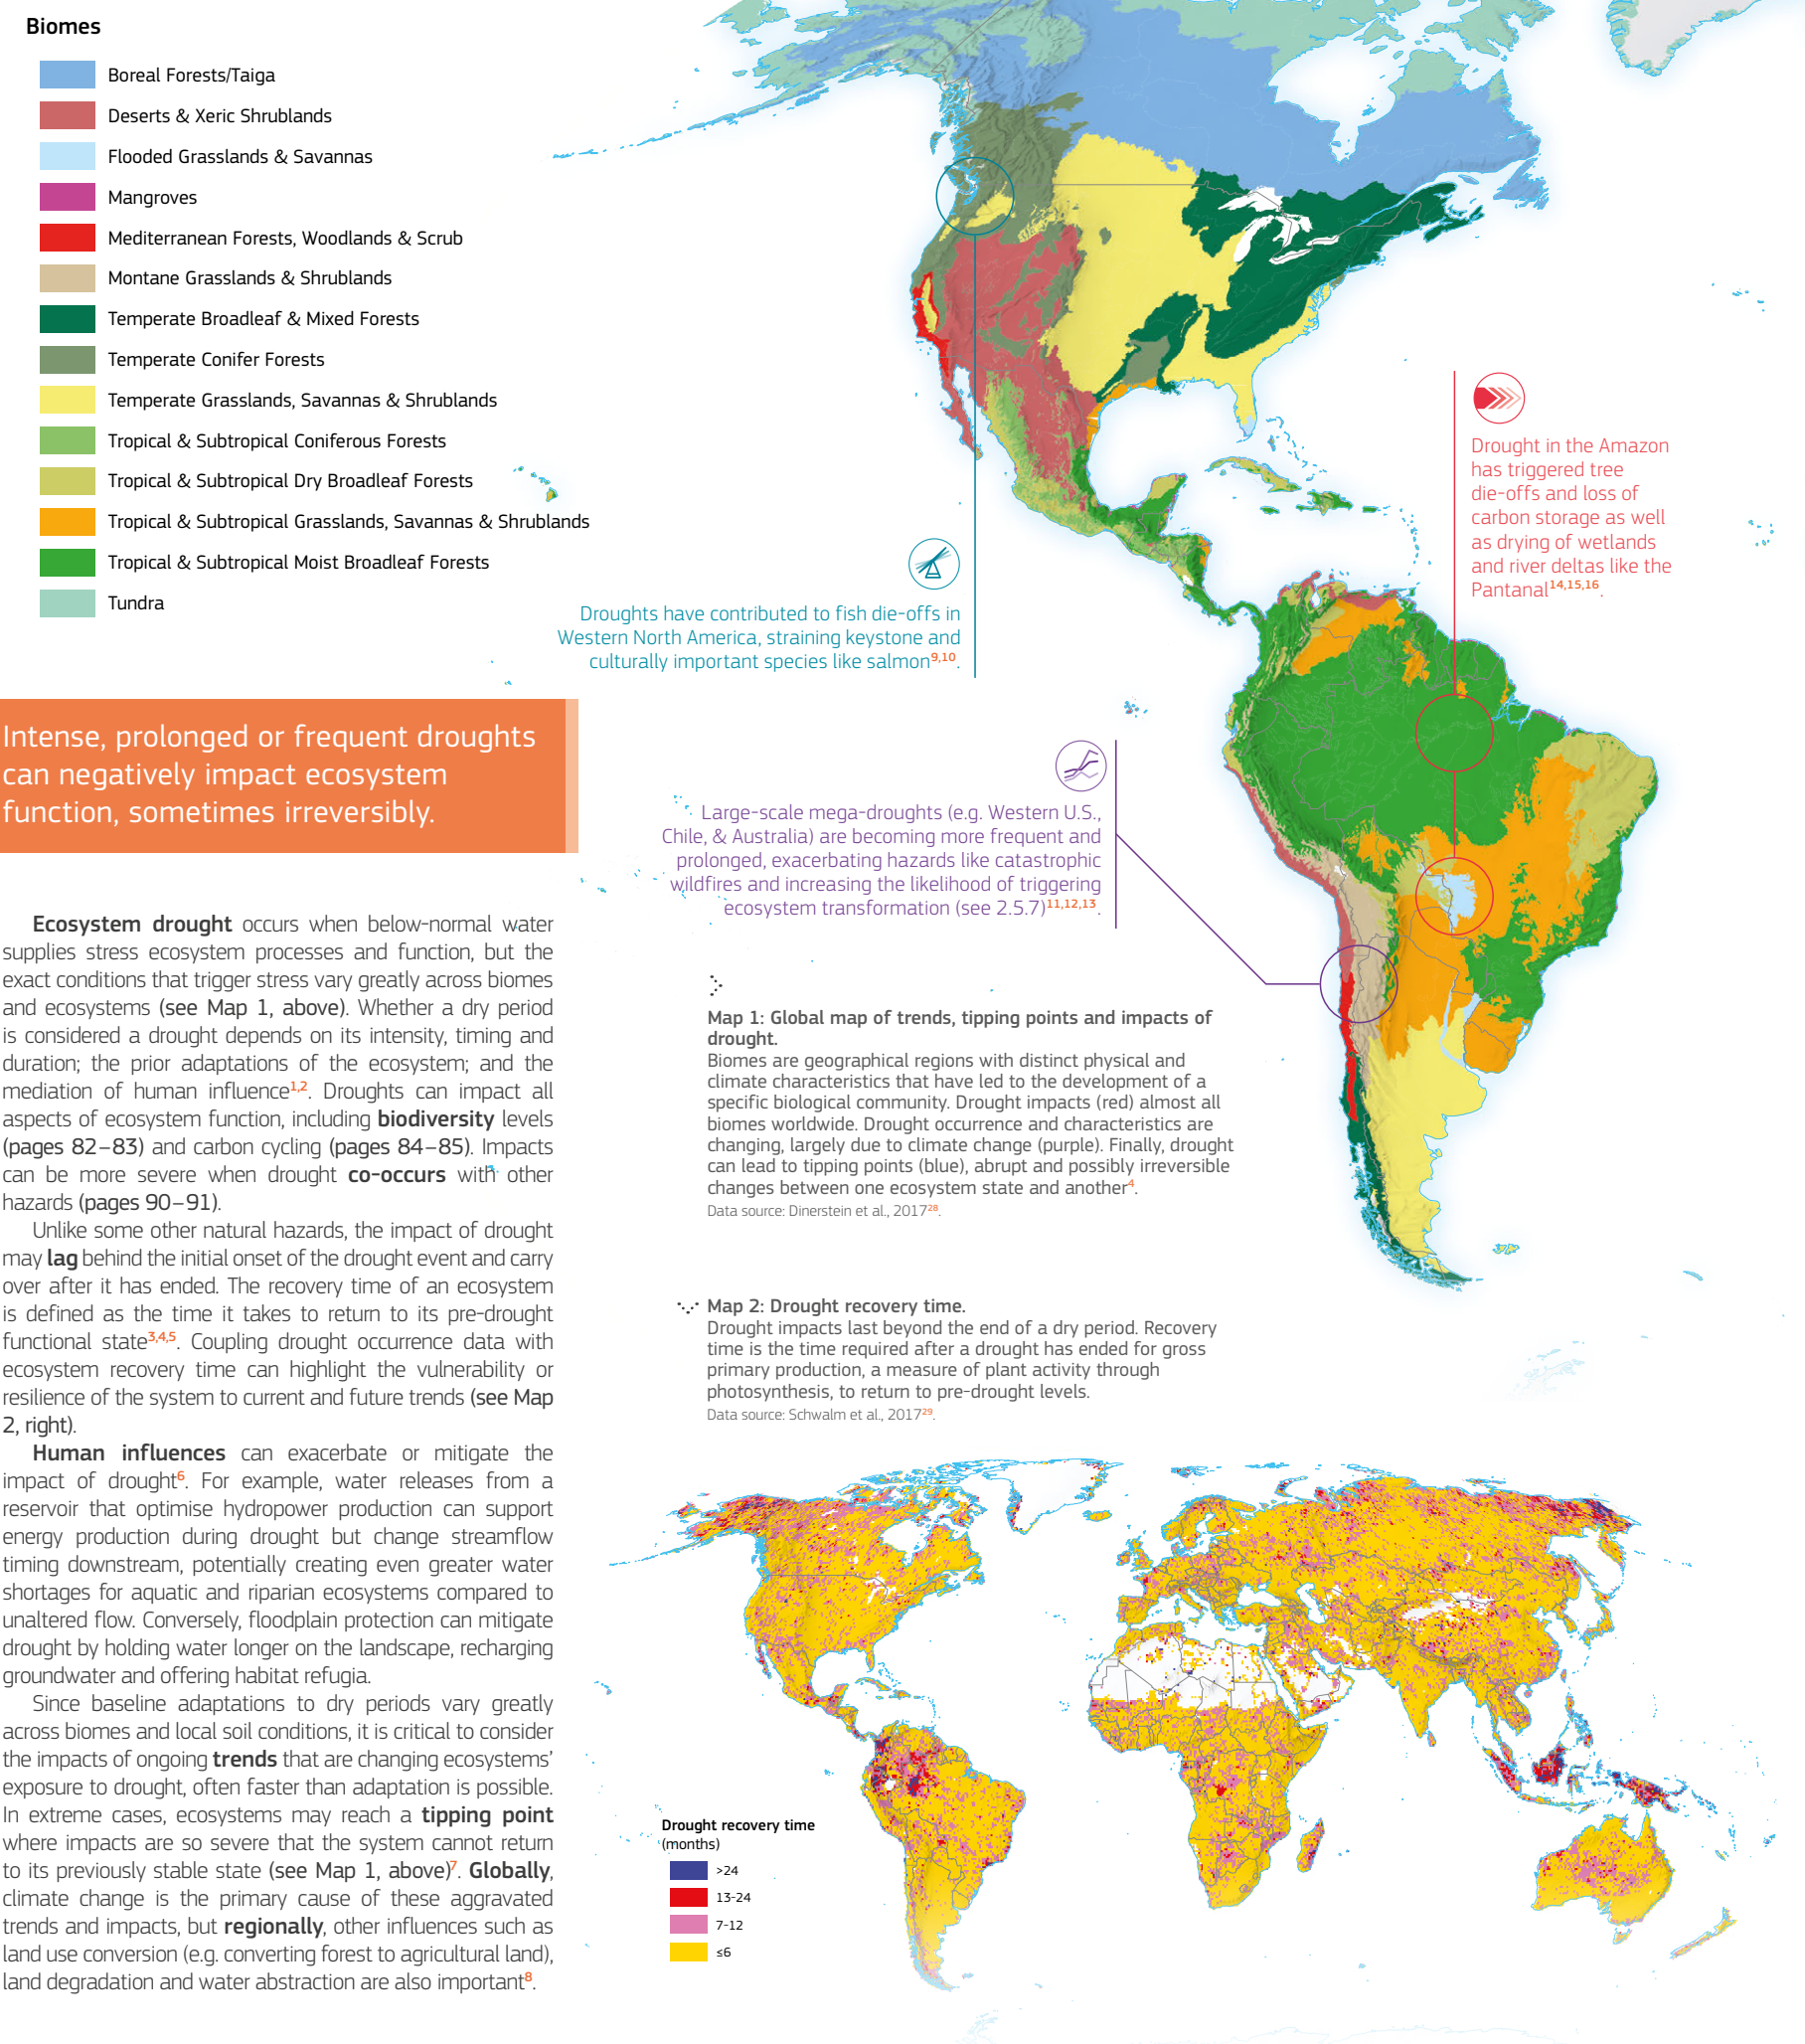 Biomes
Boreal Forests/Taiga
Deserts & Xeric Shrublands
Flooded Grasslands & Savannas
Mangroves
Mediterranean Forests, Woodlands & Scrub
Montane Grasslands & Shrublands
Temperate Broadleaf & Mixed Forests
Temperate Conifer Forests
Temperate Grasslands, Savannas & Shrublands
Tropical & Subtropical Coniferous Forests
Tropical & Subtropical Dry Broadleaf Forests
Tropical & Subtropical Grasslands, Savannas & Shrublands
Tropical & Subtropical Moist Broadleaf Forests
Tundra
Droughts have contributed to fish die-offs in
Western North America, straining keystone and
culturally important species like salmon9,10.
Drought in the Amazon
has triggered tree
die-offs and loss of
carbon storage as well
as drying of wetlands
and river deltas like the
Pantanal14,15,16.
Intense, prolonged or frequent droughts
can negatively impact ecosystem
function, sometimes irreversibly.
Large-scale mega-droughts (e.g. Western U.S.,
Chile, & Australia) are becoming more frequent and
prolonged, exacerbating hazards like catastrophic
wildfires and increasing the likelihood of triggering
ecosystem transformation (see 2.5.7)11,12,13.
Ecosystem drought occurs when below-normal water
supplies stress ecosystem processes and function, but the
exact conditions that trigger stress vary greatly across biomes
and ecosystems (see Map 1, above). Whether a dry period
is considered a drought depends on its intensity, timing and
duration; the prior adaptations of the ecosystem; and the
mediation of human influence1,2. Droughts can impact all
aspects of ecosystem function, including biodiversity levels
(pages 82–83) and carbon cycling (pages 84–85). Impacts
can be more severe when drought co-occurs with other
hazards (pages 90–91).
Unlike some other natural hazards, the impact of drought
may lag behind the initial onset of the drought event and carry
over after it has ended. The recovery time of an ecosystem
is defined as the time it takes to return to its pre-drought
functional state3,4,5. Coupling drought occurrence data with
ecosystem recovery time can highlight the vulnerability or
resilience of the system to current and future trends (see Map
2, right).
Human influences can exacerbate or mitigate the
impact of drought6. For example, water releases from a
reservoir that optimise hydropower production can support
energy production during drought but change streamflow
timing downstream, potentially creating even greater water
shortages for aquatic and riparian ecosystems compared to
unaltered flow. Conversely, floodplain protection can mitigate
drought by holding water longer on the landscape, recharging
groundwater and offering habitat refugia.
Since baseline adaptations to dry periods vary greatly
across biomes and local soil conditions, it is critical to consider
the impacts of ongoing trends that are changing ecosystems'
exposure to drought, often faster than adaptation is possible.
In extreme cases, ecosystems may reach a tipping point
where impacts are so severe that the system cannot return
to its previously stable state (see Map 1, above)7. Globally,
climate change is the primary cause of these aggravated
trends and impacts, but regionally, other influences such as
land use conversion (e.g. converting forest to agricultural land),
land degradation and water abstraction are also important8.
Map 1: Global map of trends, tipping points and impacts of
drought.
Biomes are geographical regions with distinct physical and
climate characteristics that have led to the development of a
specific biological community. Drought impacts (red) almost all
biomes worldwide. Drought occurrence and characteristics are
changing, largely due to climate change (purple). Finally, drought
can lead to tipping points (blue), abrupt and possibly irreversible
changes between one ecosystem state and another4.
Data source: Dinerstein et al., 201728.
Map 2: Drought recovery time.
Drought impacts last beyond the end of a dry period. Recovery
time is the time required after a drought has ended for gross
primary production, a measure of plant activity through
photosynthesis, to return to pre-drought levels.
Data source: Schwalm et al., 201729.
Drought recovery time
(months)
>24
13-24
7-12
≤6